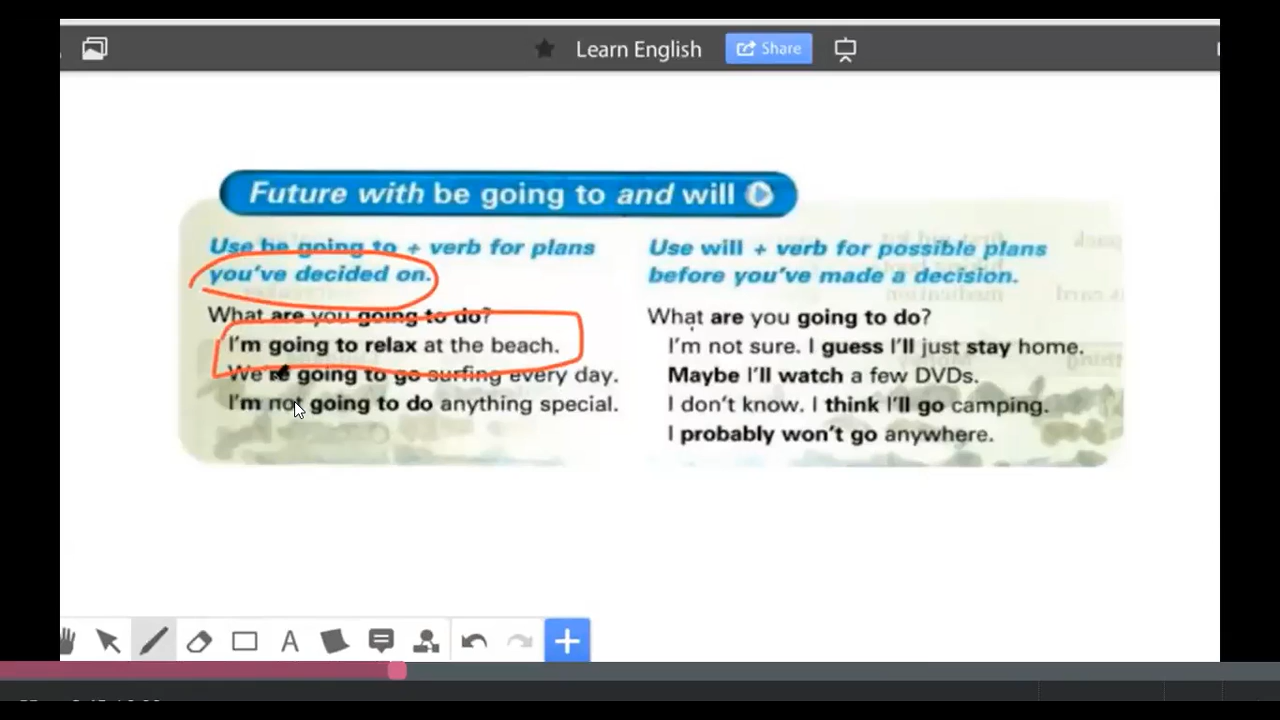 Learn English
Share
Future with be going to and will
Use be going to + verb for plans
you've decided on.
What are you going to do?
I'm going to relax at the beach.
We're going to go surfing every day.
I'm not going to do anything special.
Use will + verb for possible plans
before you've made a decision.
What are you going to do?
I'm not sure. I guess I'll just stay home.
Maybe I'll watch a few DVDs.
I don't know. I think I'll go camping.
I probably won't go anywhere.
A